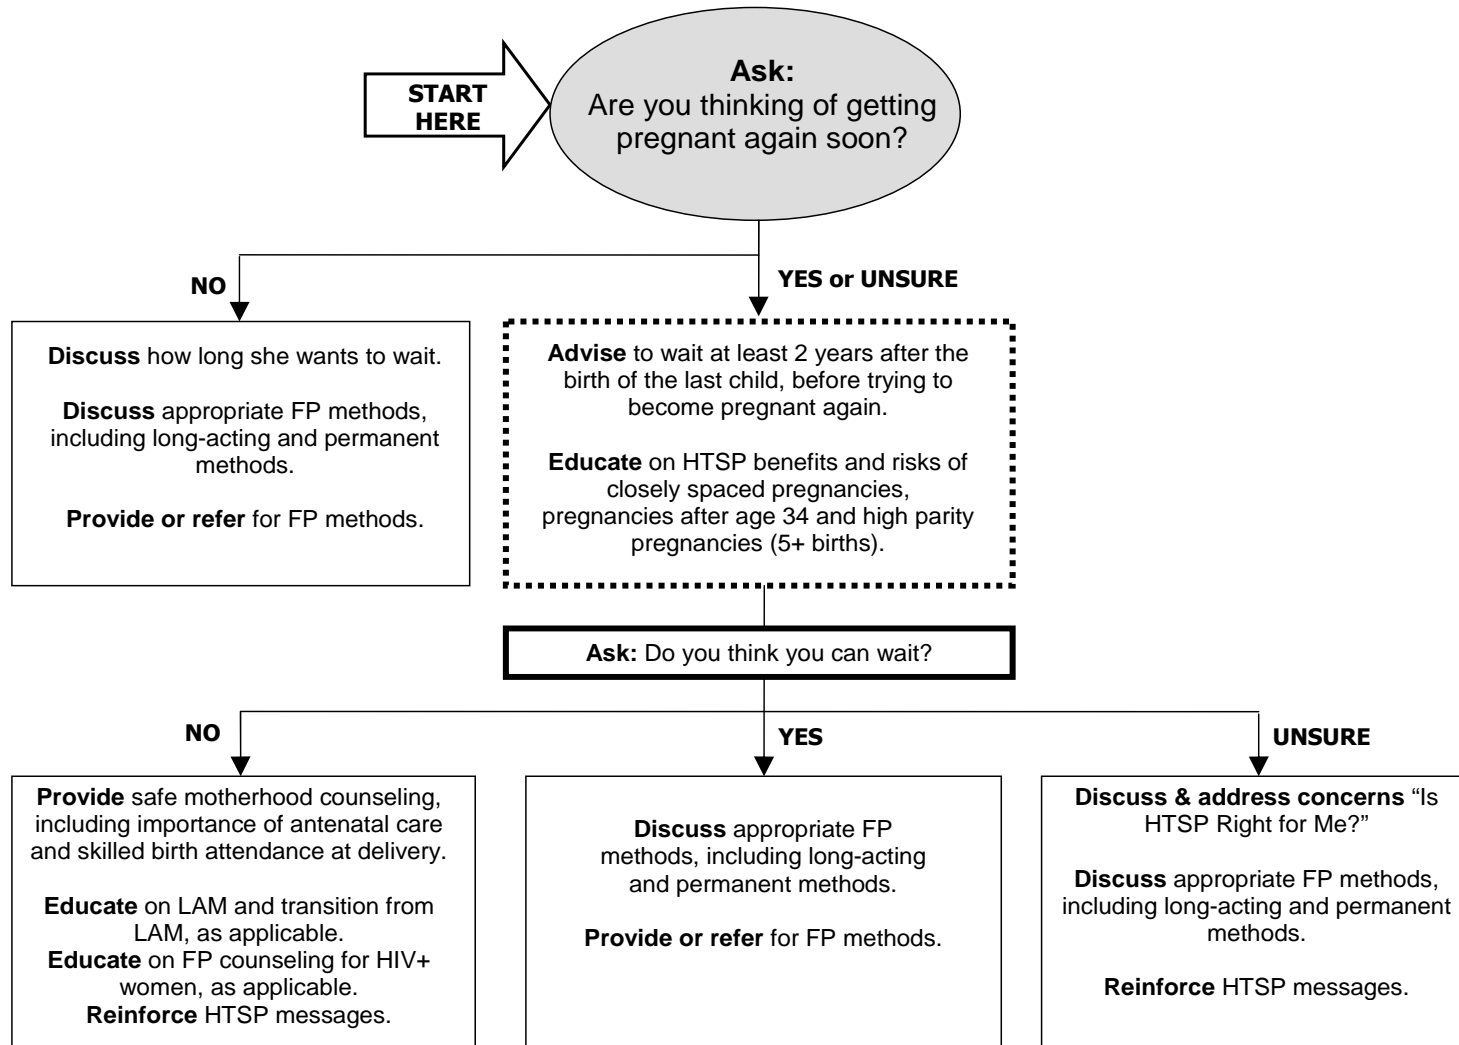 START
HERE
Ask:
Are you thinking of getting
pregnant again soon?
NO
YES or UNSURE
Discuss how long she wants to wait.
Discuss appropriate FP methods,
including long-acting and permanent
methods.
Provide or refer for FP methods.
Advise to wait at least 2 years after the
birth of the last child, before trying to
become pregnant again.
Educate on HTSP benefits and risks of
closely spaced pregnancies,
pregnancies after age 34 and high parity
pregnancies (5+ births).
Ask: Do you think you can wait?
NO
YES
UNSURE
Provide safe motherhood counseling,
including importance of antenatal care
and skilled birth attendance at delivery.
Educate on LAM and transition from
LAM, as applicable.
Educate on FP counseling for HIV+
women, as applicable.
Reinforce HTSP messages.
Discuss appropriate FP
methods, including long-acting
and permanent methods.
Provide or refer for FP methods.
Discuss & address concerns “Is
HTSP Right for Me?”
Discuss appropriate FP methods,
including long-acting and permanent
methods.
Reinforce HTSP messages.